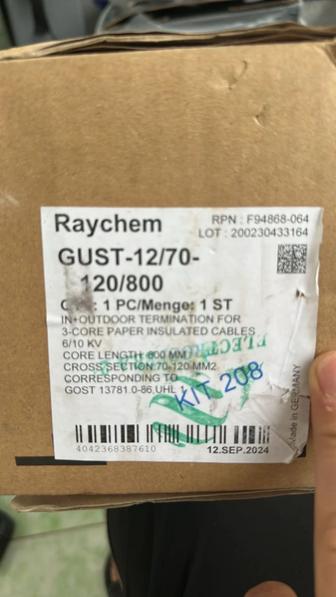 Raychem
RPN : F94868-064
LOT : 200230433164
GUST-12/70-
120/800
: 1 PC/Menge: 1 ST
IN+OUTDOOR TERMINATION FOR
3-CORE PAPER INSULATED CABLES
6/10 KV
CORE LENGTH 800 MM
CROSS SECTION:70-120 MM2
CORRESPONDING TO
GOST 13781.0-86,UHL 1
KIT 208
Made in GERMANY
4042368387610
12.SEP.2024